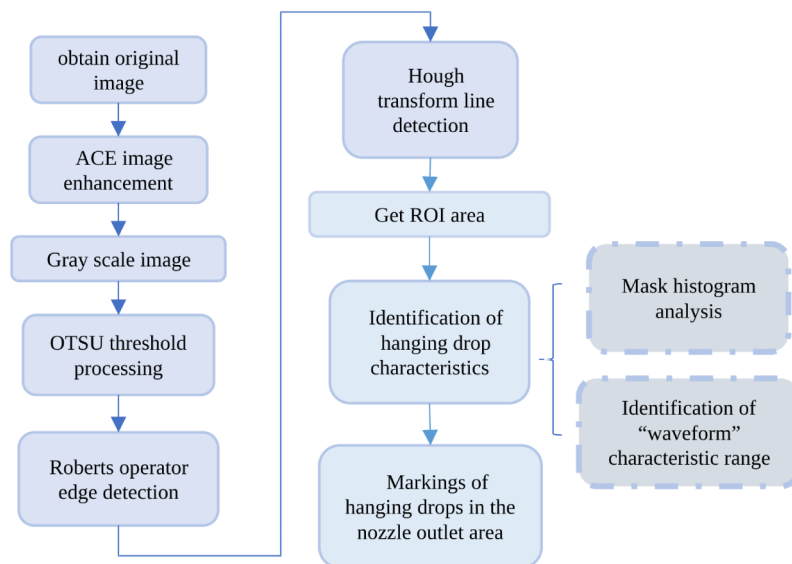 obtain original
image
ACE image
enhancement
Gray scale image
OTSU threshold
processing
Roberts operator
edge detection
Hough
transform line
detection
Get ROI area
Identification of
hanging drop
characteristics
Markings of
hanging drops in the
nozzle outlet area
Mask histogram
analysis
Identification of
“waveform”
characteristic range